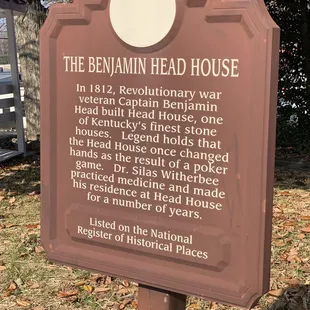 THE BENJAMIN HEAD HOUSE
In 1812, Revolutionary war
veteran Captain Benjamin
Head built Head House, one
of Kentucky's finest stone
houses. Legend holds that
the Head House once changed
hands as the result of a poker
game. Dr. Silas Witherbee
practiced medicine and made
his residence at Head House
for a number of years.
Listed on the National
Register of Historical Places